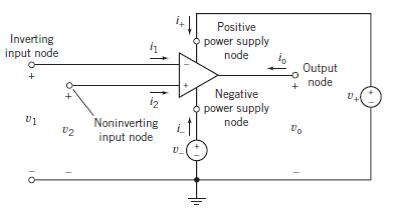 i+
Positive
power supply
node
Inverting
input node
i1
−
io
Output
node
+
+
+
i2
−
+
v1
v2
Noninverting
input node
Negative
power supply
node
i−
v−
+
−
vo
v+
+
−
−
−
−